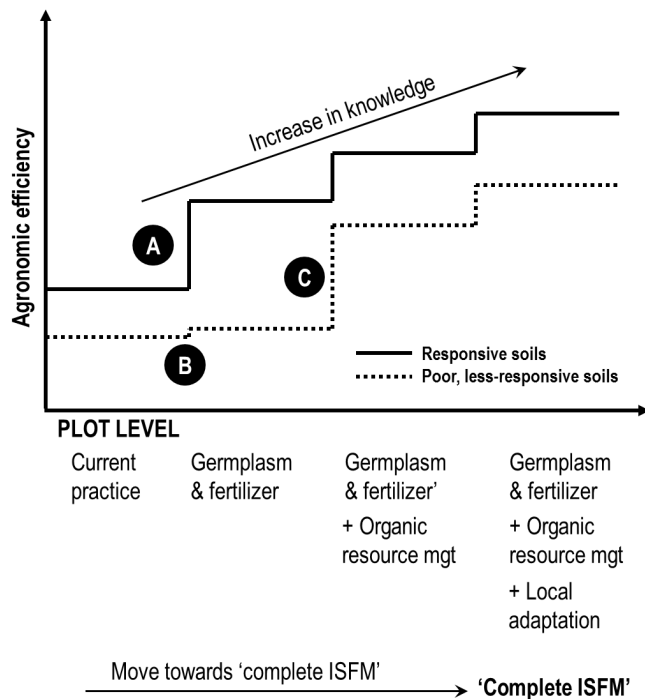 Agronomic efficiency
Increase in knowledge
A
C
B
Responsive soils
Poor, less-responsive soils
PLOT LEVEL
Current
practice
Germplasm
& fertilizer
Germplasm
& fertilizer’
+ Organic
resource mgt
Germplasm
& fertilizer
+ Organic
resource mgt
+ Local
adaptation
Move towards ‘complete ISFM’
‘Complete ISFM’